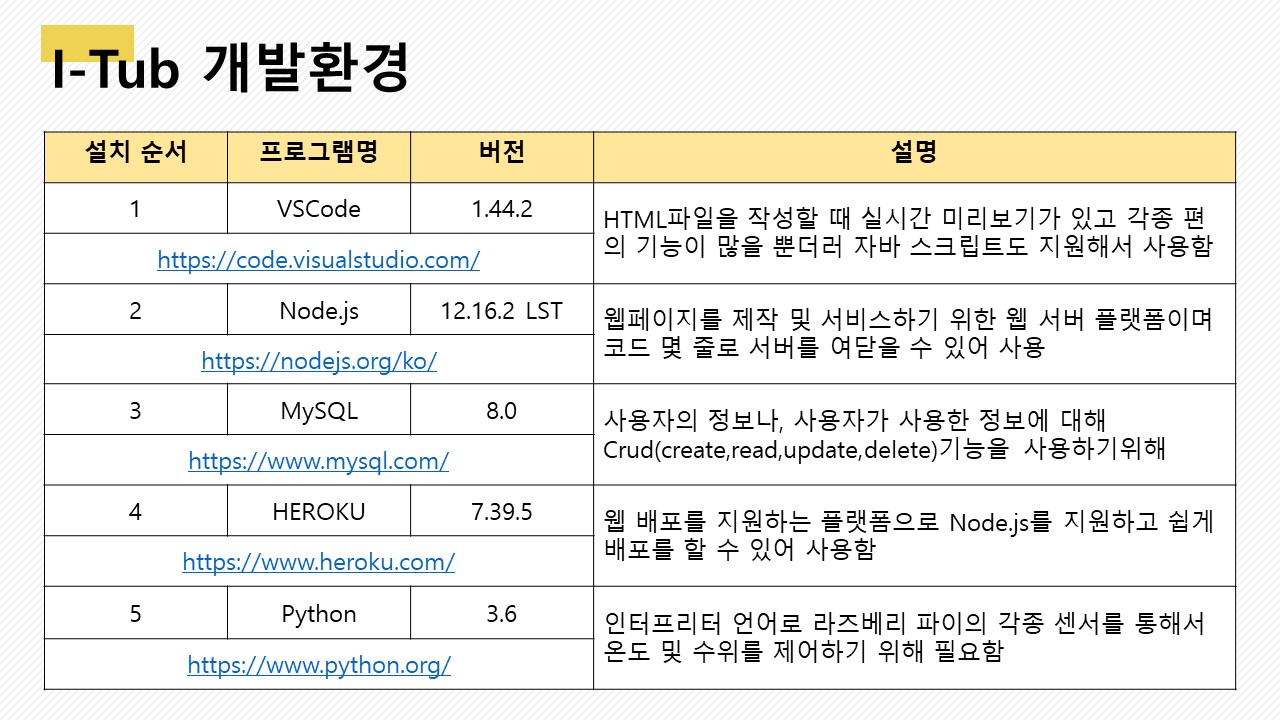 I-Tub 개발환경
설치 순서 프로그램명 버전 설명
1 VSCode 1.44.2
HTML파일을 작성할 때 실시간 미리보기가 있고 각종 편
의 기능이 많을 뿐더러 자바 스크립트도 지원해서 사용함
https://code.visualstudio.com/
2 Node.js 12.16.2 LST
웹페이지를 제작 및 서비스하기 위한 웹 서버 플랫폼이며
코드 몇 줄로 서버를 여닫을 수 있어 사용
https://nodejs.org/ko/
3 MySQL 8.0
사용자의 정보나, 사용자가 사용한 정보에 대해
Crud(create,read,update,delete)기능을 사용하기위해
https://www.mysql.com/
4 HEROKU 7.39.5
웹 배포를 지원하는 플랫폼으로 Node.js를 지원하고 쉽게
배포를 할 수 있어 사용함
https://www.heroku.com/
5 Python 3.6
인터프리터 언어로 라즈베리 파이의 각종 센서를 통해서
온도 및 수위를 제어하기 위해 필요함
https://www.python.org/